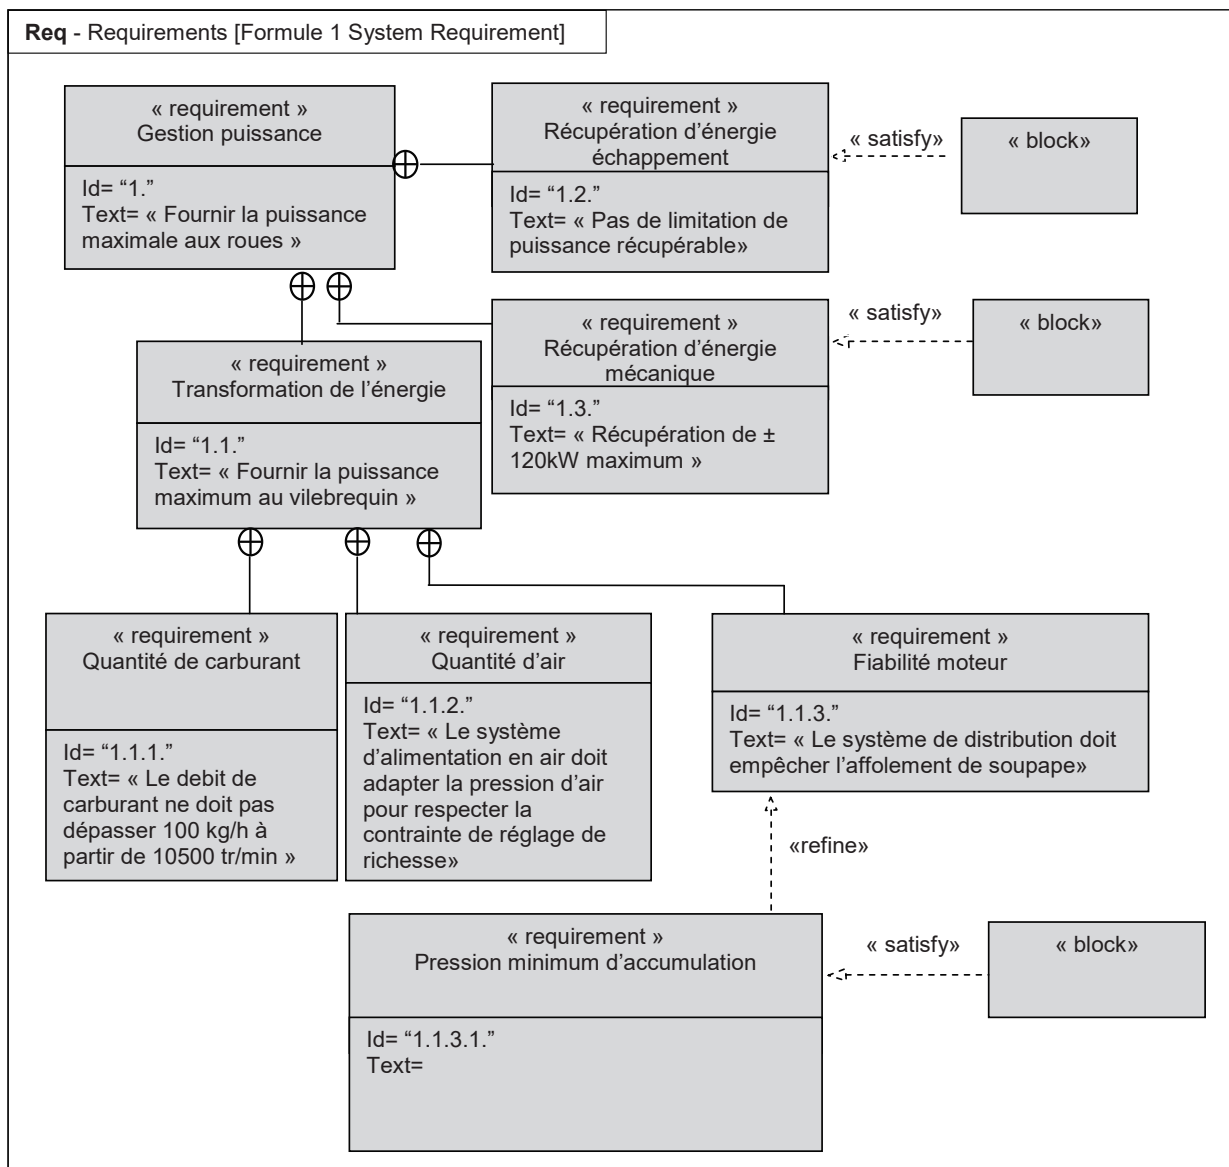 Req - Requirements [Formule 1 System Requirement]
« requirement »
Gestion puissance
Id= “1.”
Text= « Fournir la puissance
maximale aux roues »
« requirement »
Récupération d’énergie
échappement
Id= “1.2.”
Text= « Pas de limitation de
puissance récupérable»
« satisfy»
« block»
« requirement »
Récupération d’énergie
mécanique
Id= “1.3.”
Text= « Récupération de ±
120kW maximum »
« satisfy»
« block»
« requirement »
Transformation de l’énergie
Id= “1.1.”
Text= « Fournir la puissance
maximum au vilebrequin »
« requirement »
Quantité de carburant
Id= “1.1.1.”
Text= « Le debit de
carburant ne doit pas
dépasser 100 kg/h à
partir de 10500 tr/min »
« requirement »
Quantité d’air
Id= “1.1.2.”
Text= « Le système
d’alimentation en air doit
adapter la pression d’air
pour respecter la
contrainte de réglage de
richesse»
« requirement »
Fiabilité moteur
Id= “1.1.3.”
Text= « Le système de distribution doit
empêcher l’affolement de soupape»
«refine»
« requirement »
Pression minimum d’accumulation
Id= “1.1.3.1.”
Text=
« satisfy»
« block»